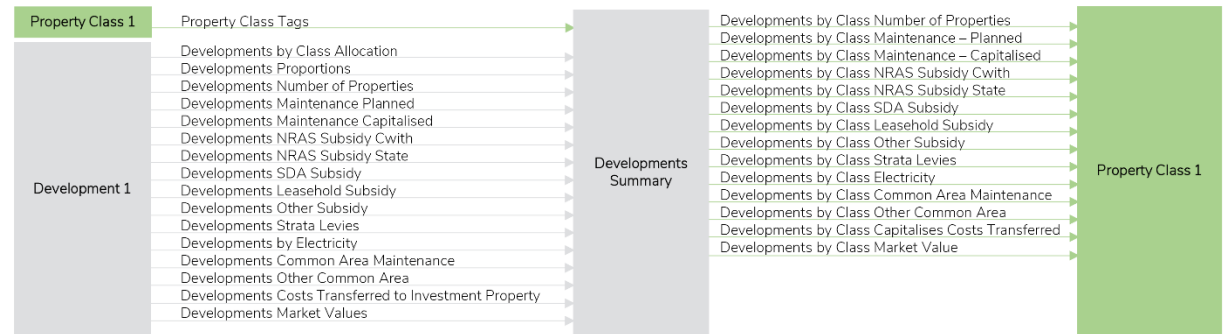 Property Class 1
Property Class Tags
Development 1
Developments by Class Allocation
Developments Proportions
Developments Number of Properties
Developments Maintenance Planned
Developments Maintenance Capitalised
Developments NRAS Subsidy Cwith
Developments NRAS Subsidy State
Developments SDA Subsidy
Developments Leasehold Subsidy
Developments Other Subsidy
Developments Strata Levies
Developments by Electricity
Developments Common Area Maintenance
Developments Other Common Area
Developments Costs Transferred to Investment Property
Developments Market Values
Developments
Summary
Developments by Class Number of Properties
Developments by Class Maintenance – Planned
Developments by Class Maintenance – Capitalised
Developments by Class NRAS Subsidy Cwith
Developments by Class NRAS Subsidy State
Developments by Class SDA Subsidy
Developments by Class Leasehold Subsidy
Developments by Class Other Subsidy
Developments by Class Strata Levies
Developments by Class Electricity
Developments by Class Common Area Maintenance
Developments by Class Other Common Area
Developments by Class Capitalises Costs Transferred
Developments by Class Market Value
Property Class 1